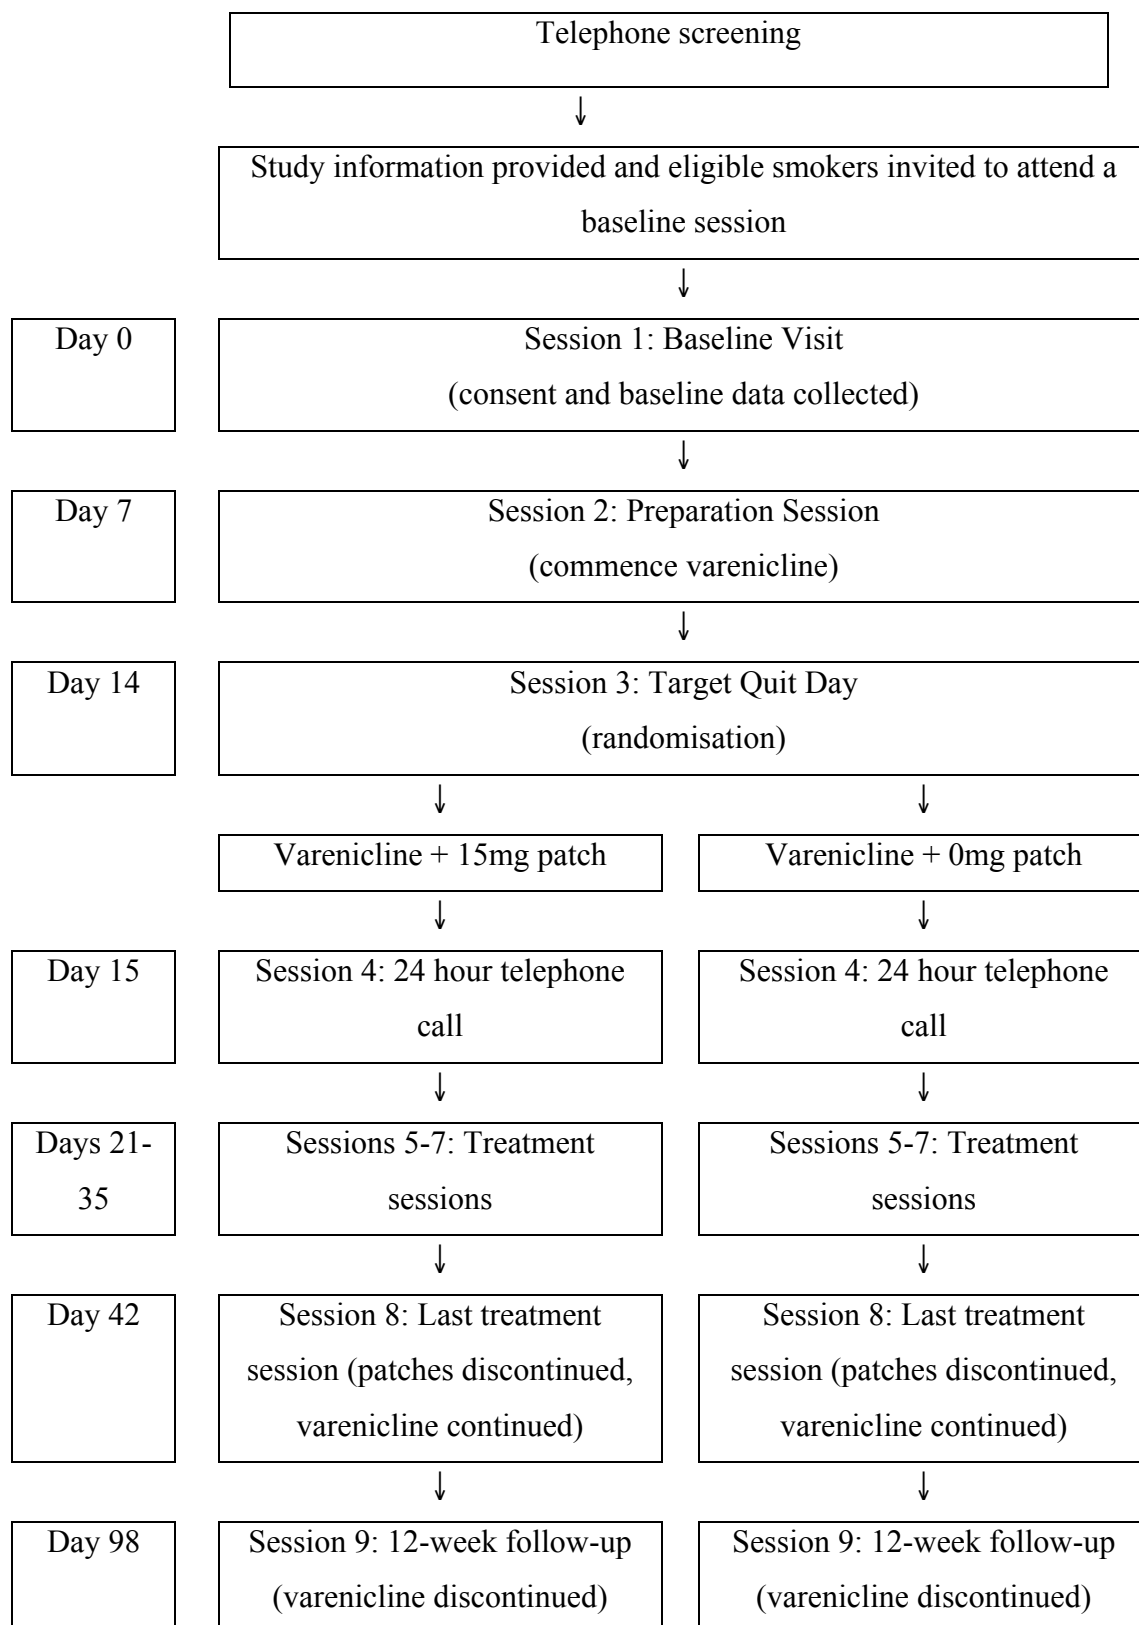 Telephone screening
↓
Study information provided and eligible smokers invited to attend a
baseline session
↓
Day 0
Session 1: Baseline Visit
(consent and baseline data collected)
↓
Day 7
Session 2: Preparation Session
(commence varenicline)
↓
Day 14
Session 3: Target Quit Day
(randomisation)
↓ ↓
Varenicline + 15mg patch
Varenicline + 0mg patch
↓ ↓
Day 15
Session 4: 24 hour telephone
call
Session 4: 24 hour telephone
call
↓ ↓
Days 21-
35
Sessions 5-7: Treatment
sessions
Sessions 5-7: Treatment
sessions
↓ ↓
Day 42
Session 8: Last treatment
session (patches discontinued,
varenicline continued)
Session 8: Last treatment
session (patches discontinued,
varenicline continued)
↓ ↓
Day 98
Session 9: 12-week follow-up
(varenicline discontinued)
Session 9: 12-week follow-up
(varenicline discontinued)